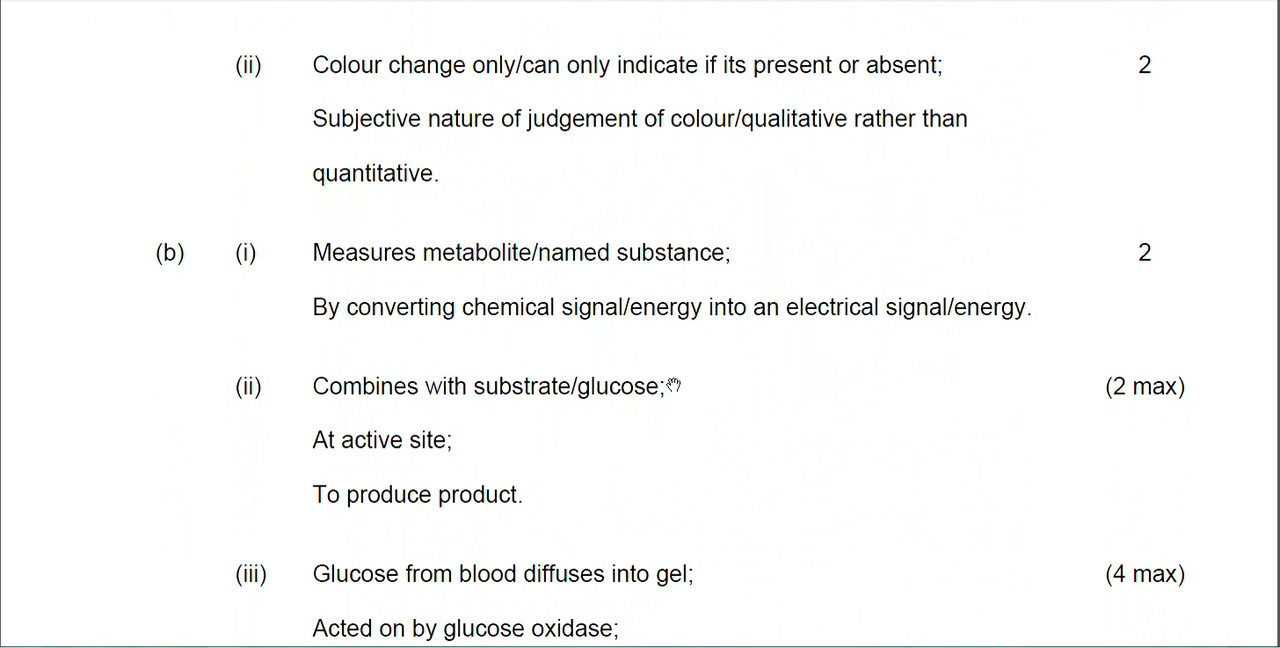 (ii) Colour change only/can only indicate if its present or absent; 2
Subjective nature of judgement of colour/qualitative rather than
quantitative.
(b) (i) Measures metabolite/named substance; 2
By converting chemical signal/energy into an electrical signal/energy.
(ii) Combines with substrate/glucose; (2 max)
At active site;
To produce product.
(iii) Glucose from blood diffuses into gel; (4 max)
Acted on by glucose oxidase;